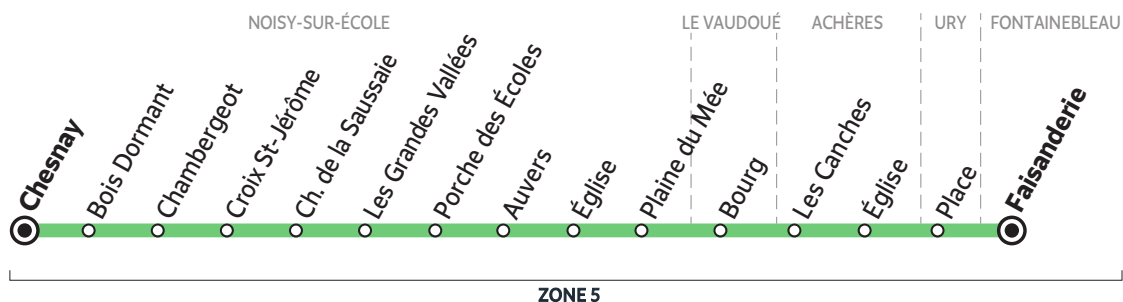 NOISY-SUR-ÉCOLE
LE VAUDOUÉ
ACHÈRES
URY
FONTAINEBLEAU
Chesnay
Bois Dormant
Chambergeot
Croix St-Jérôme
Ch. de la Saussaie
Les Grandes Vallées
Porche des Écoles
Auvers
Église
Plaine du Mée
Bourg
Les Canches
Église
Place
Faisanderie
ZONE 5